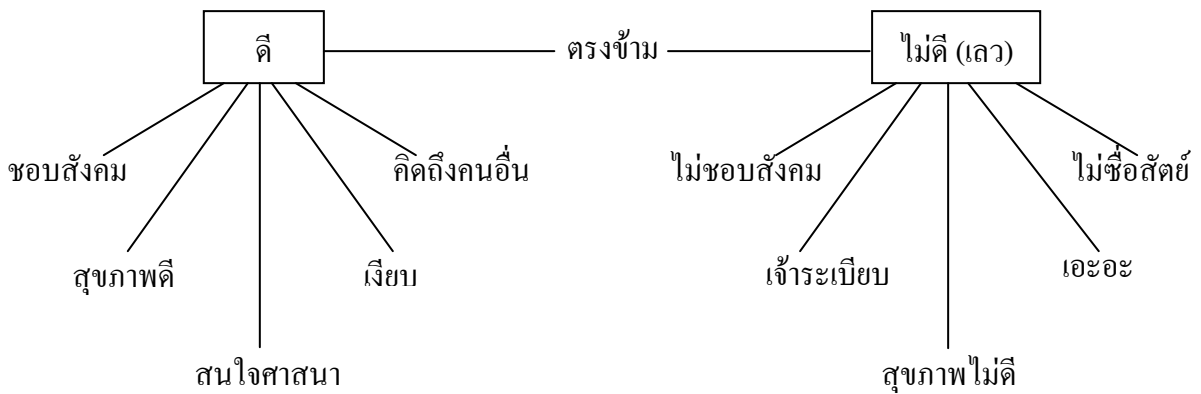 ดี ตรงข้าม ไม่ดี (เลว)
ชอบสังคม คิดถึงคนอื่น ไม่ชอบสังคม ไม่ซื่อสัตย์
สุขภาพดี เงียบ เจ้าระเบียบ เอะอะ
สนใจศาสนา สุขภาพไม่ดี